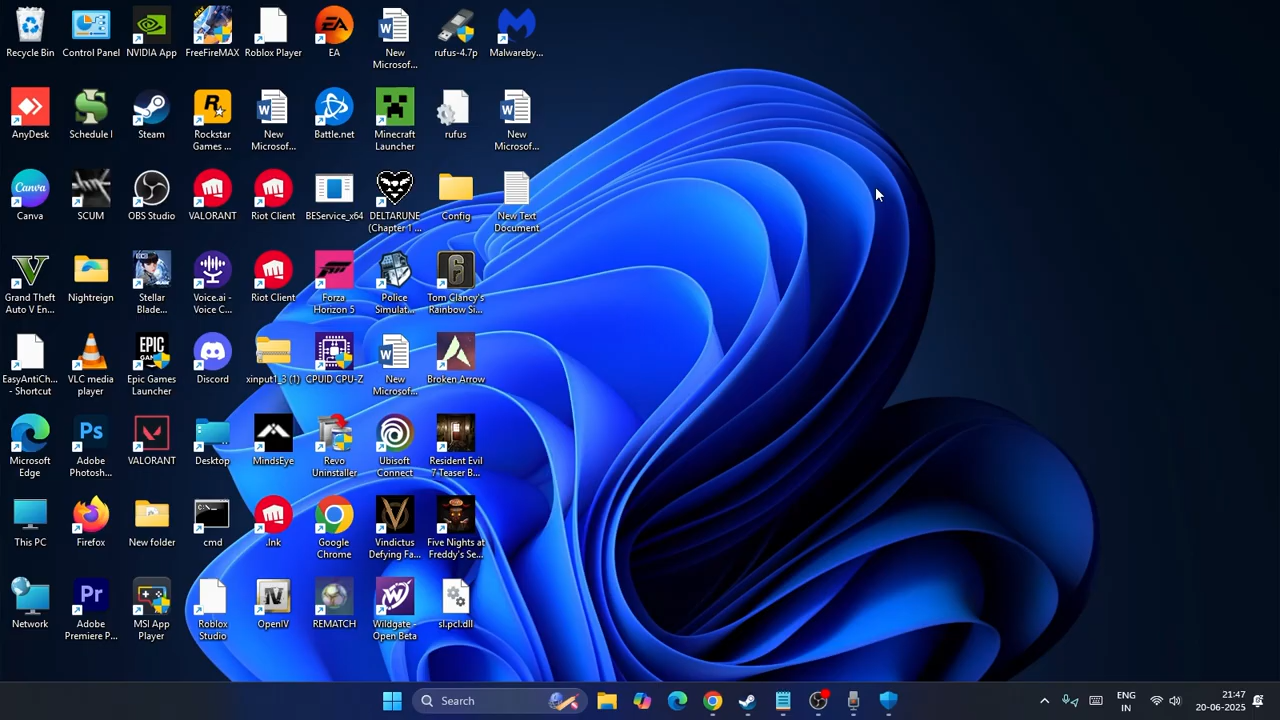 Recycle Bin
Control Panel
NVIDIA App
FreeFireMAX
Roblox Player
EA
New
Microsof...
rufus-4.7p
Malwareby...
AnyDesk
Schedule I
Steam
Rockstar
Games ...
New
Microsof...
Battle.net
Minecraft
Launcher
rufus
New
Microsof...
Canva
Canva
SCUM
OBS Studio
VALORANT
Riot Client
BEService_x64
DELTARUNE
(Chapter 1 ...
Config
New Text
Document
Grand Theft
Auto V En...
Nightreign
Stellar
Blade...
Voice.ai -
Voice C...
Riot Client
Forza
Horizon 5
Police
Simulat...
Tom Clancy's
Rainbow Si...
EasyAntiCh...
- Shortcut
VLC media
player
EPIC
GAMES
Epic Games
Launcher
Discord
xinput1_3 (1)
CPUID CPU-Z
New
Microsof...
Broken Arrow
Microsoft
Edge
Ps
Adobe
Photosh...
VALORANT
Desktop
MindsEye
Revo
Uninstaller
Ubisoft
Connect
Resident Evil
7 Teaser B...
This PC
Firefox
New folder
cmd
.lnk
Google
Chrome
Vindictus
Defying Fa...
Five Nights at
Freddy's Se...
Network
Pr
Adobe
Premiere P...
MSI App
Player
Roblox
Studio
IV
OpenIV
REMATCH
Wildgate -
Open Beta
sl.pcl.dll
Search
ENG
IN
21:47
20-06-2025